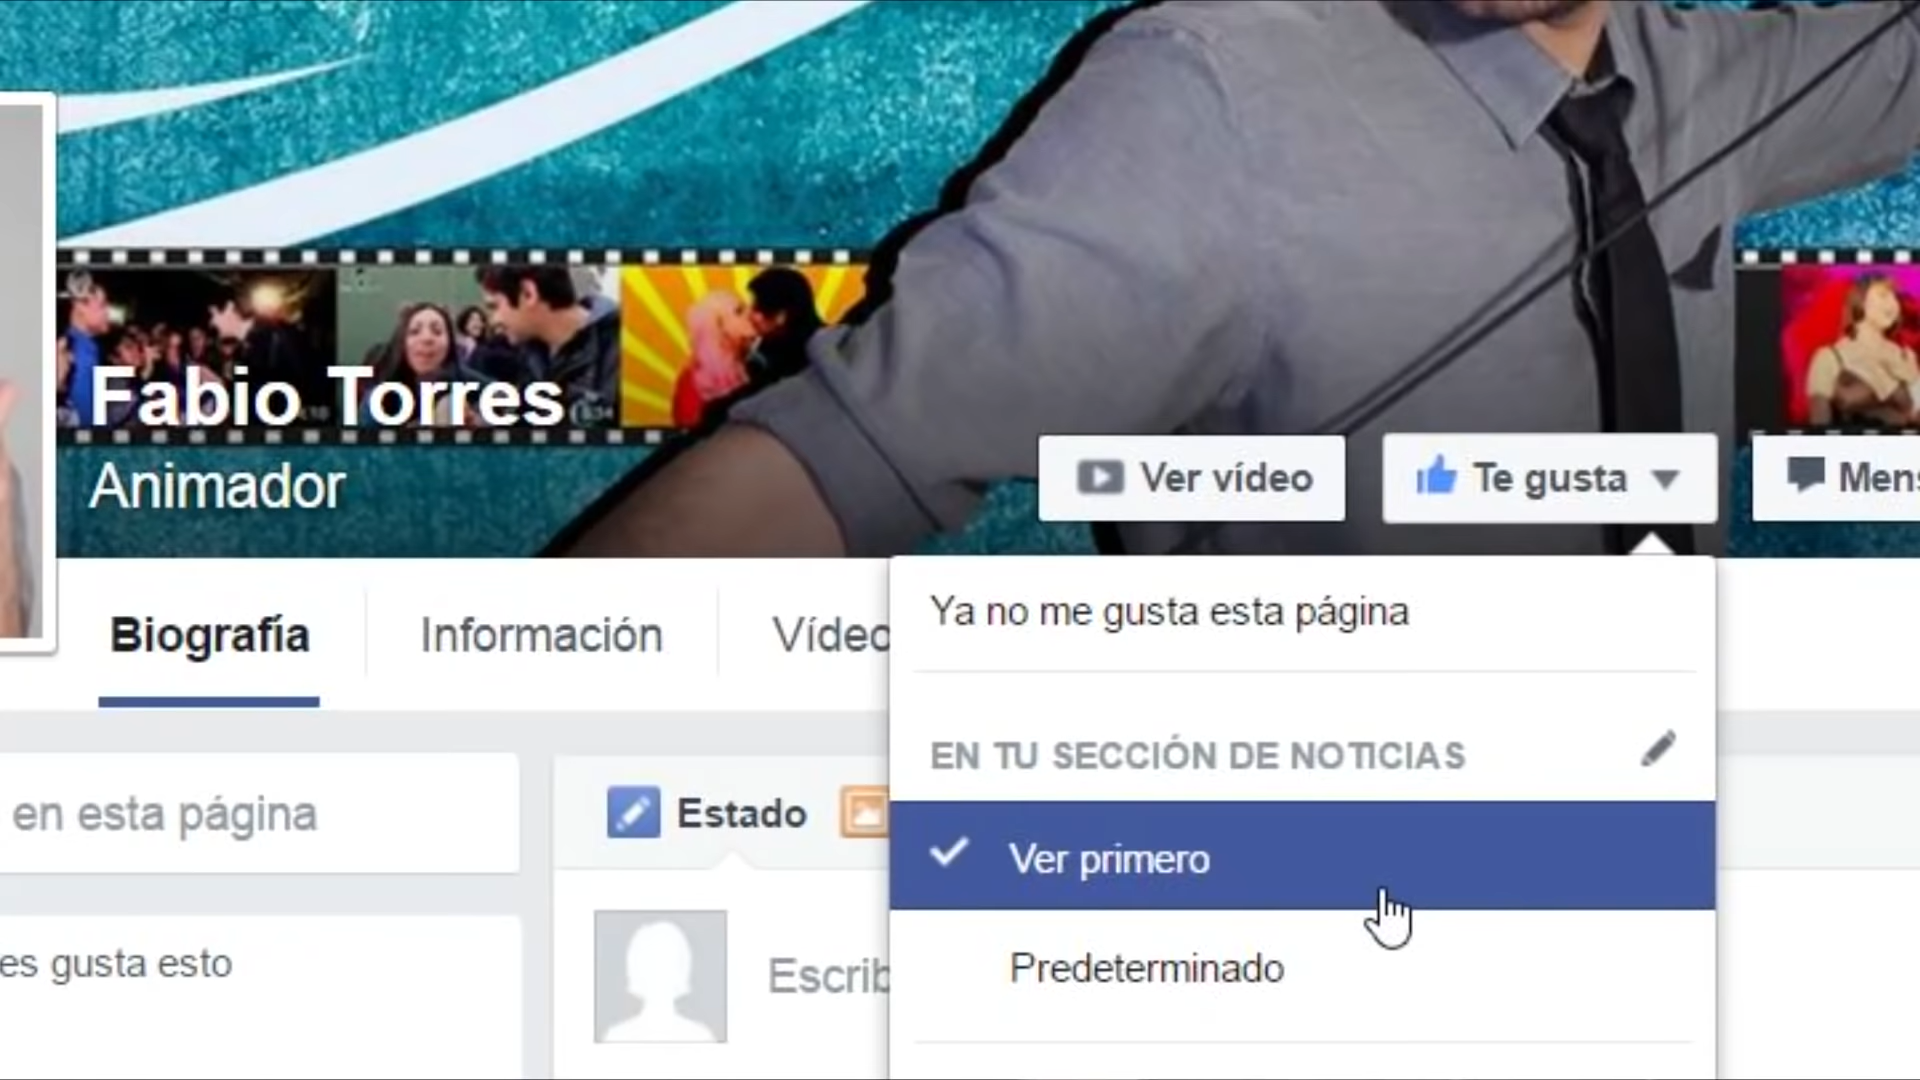 Fabio Torres
Animador
Ver vídeo
Te gusta
Biografía
Información
Ya no me gusta esta página
EN TU SECCIÓN DE NOTICIAS
en esta página
Estado
Ver primero
gusta esto
Predeterminado